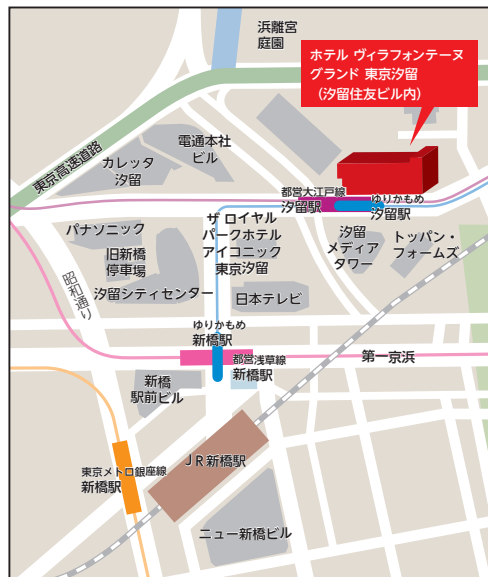 浜離宮
庭園
ホテル ヴィラフォンテーヌ
グランド 東京汐留
（汐留住友ビル内）
東京高速道路
電通本社
ビル
カレッタ
汐留
都営大江戸線
汐留駅
ゆりかもめ
汐留駅
パナソニック
ザ ロイヤル
パークホテル
アイコニック
東京汐留
汐留
メディア
タワー
トッパン・
フォームズ
旧新橋
停車場
昭和通り
汐留シティセンター
日本テレビ
ゆりかもめ
新橋駅
都営浅草線
新橋駅
第一京浜
新橋
駅前ビル
JR新橋駅
東京メトロ銀座線
新橋駅
ニュー新橋ビル